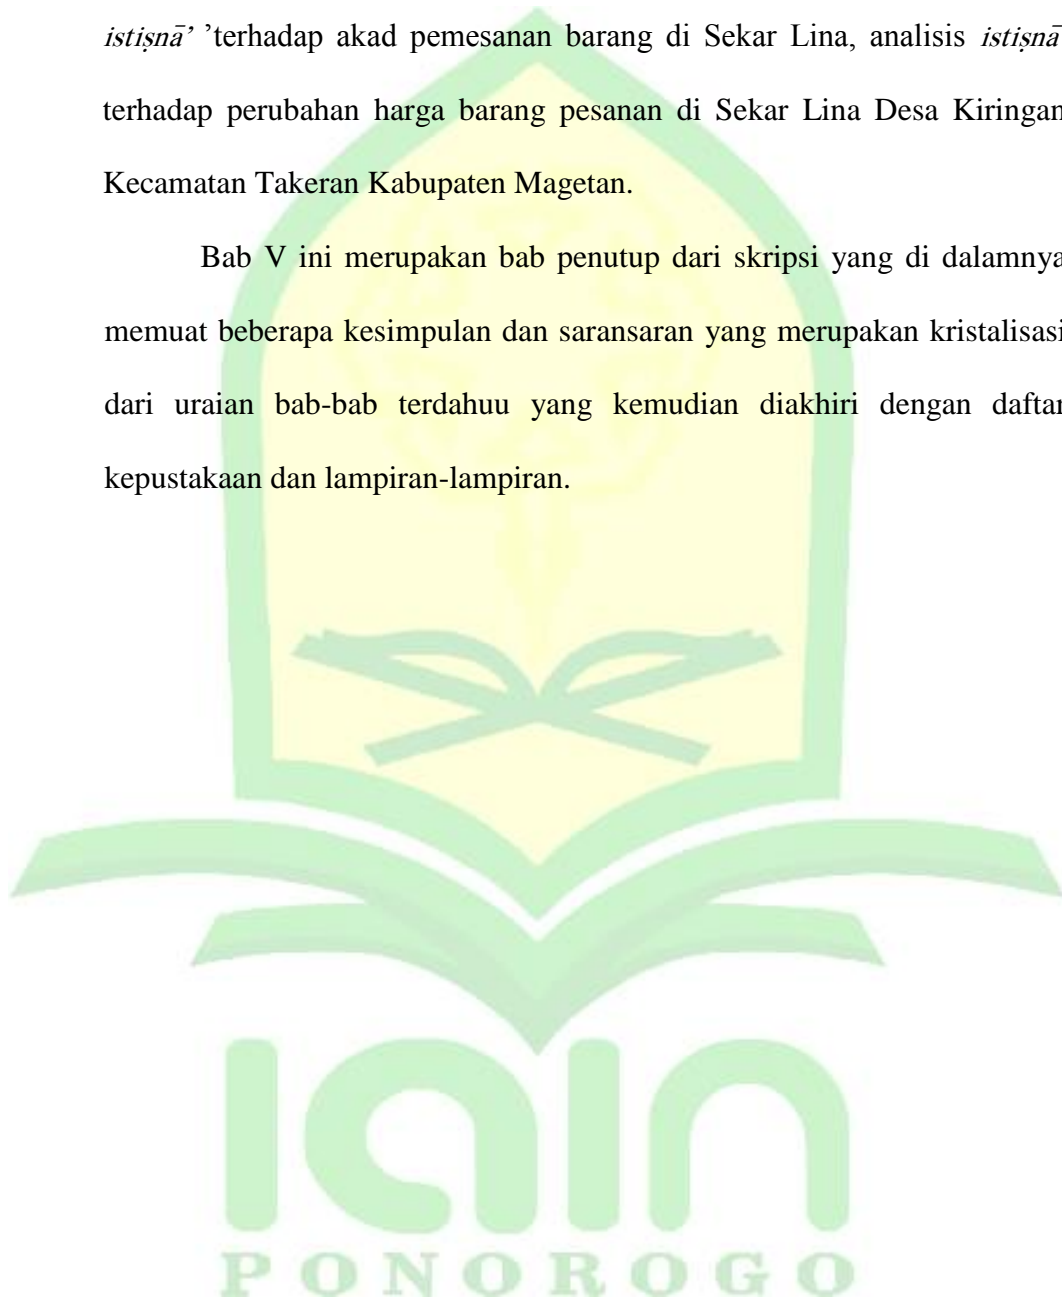 istiṣnā’ ’terhadap akad pemesanan barang di Sekar Lina, analisis istiṣnā’
terhadap perubahan harga barang pesanan di Sekar Lina Desa Kiringan
Kecamatan Takeran Kabupaten Magetan.
Bab V ini merupakan bab penutup dari skripsi yang di dalamnya
memuat beberapa kesimpulan dan saransaran yang merupakan kristalisasi
dari uraian bab-bab terdahuu yang kemudian diakhiri dengan daftar
kepustakaan dan lampiran-lampiran.
iain
PONOROGO